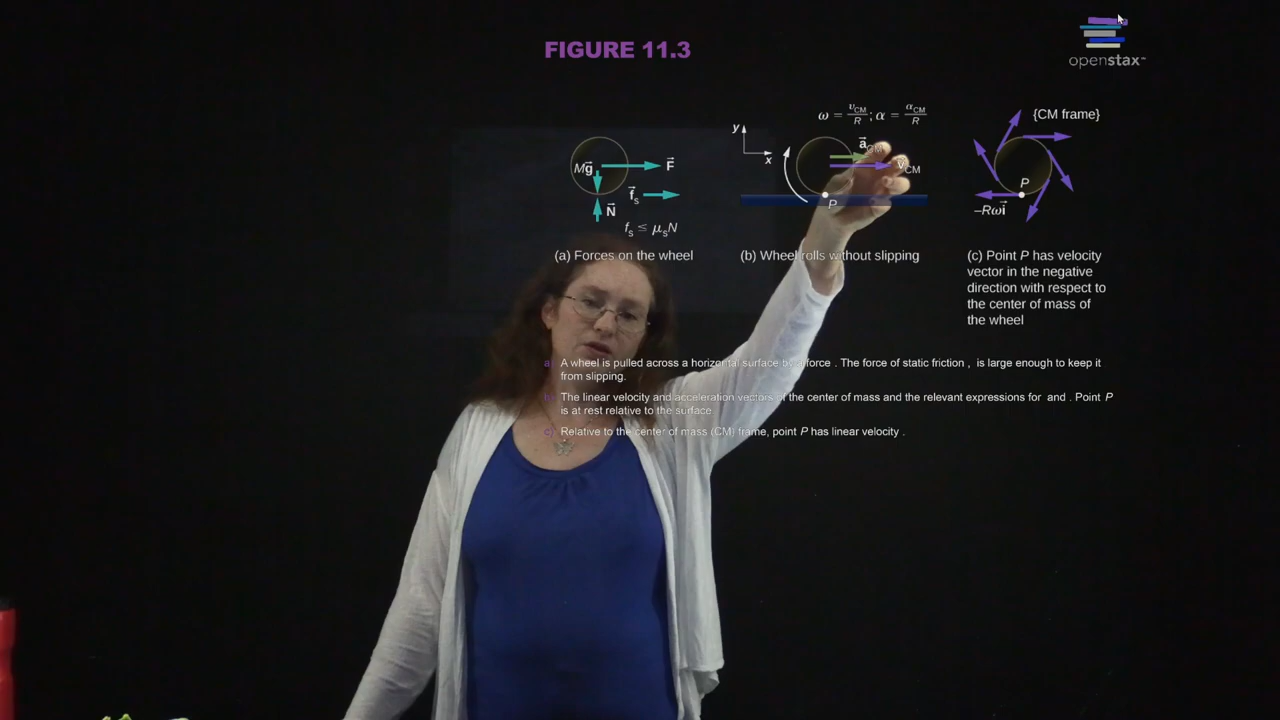 FIGURE 11.3
openstax™
Mg⃗
F⃗
f⃗s
N⃗
fs ≤ μsN
(a) Forces on the wheel
y
x
ω = vCM/R ; α = aCM/R
a⃗CM
v⃗CM
P
(b) Wheel rolls without slipping
{CM frame}
P
–Rωi⃗
(c) Point P has velocity
vector in the negative
direction with respect to
the center of mass of
the wheel
a) A wheel is pulled across a horizontal surface by a force . The force of static friction , is large enough to keep it
from slipping.
b) The linear velocity and acceleration vectors of the center of mass and the relevant expressions for and . Point P
is at rest relative to the surface.
c) Relative to the center of mass (CM) frame, point P has linear velocity .